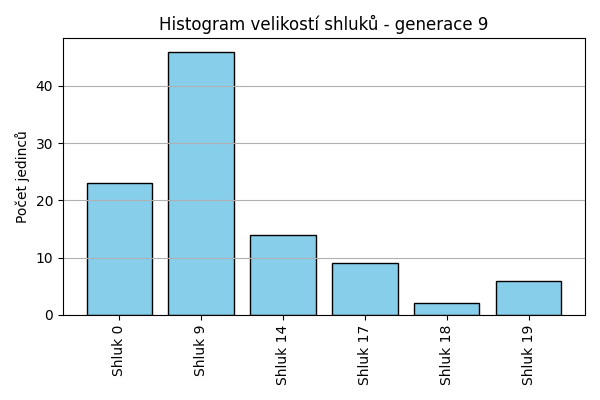 Histogram velikostí shluků - generace 9
Počet jedinců
40
30
20
10
0
Shluk 0
Shluk 9
Shluk 14
Shluk 17
Shluk 18
Shluk 19